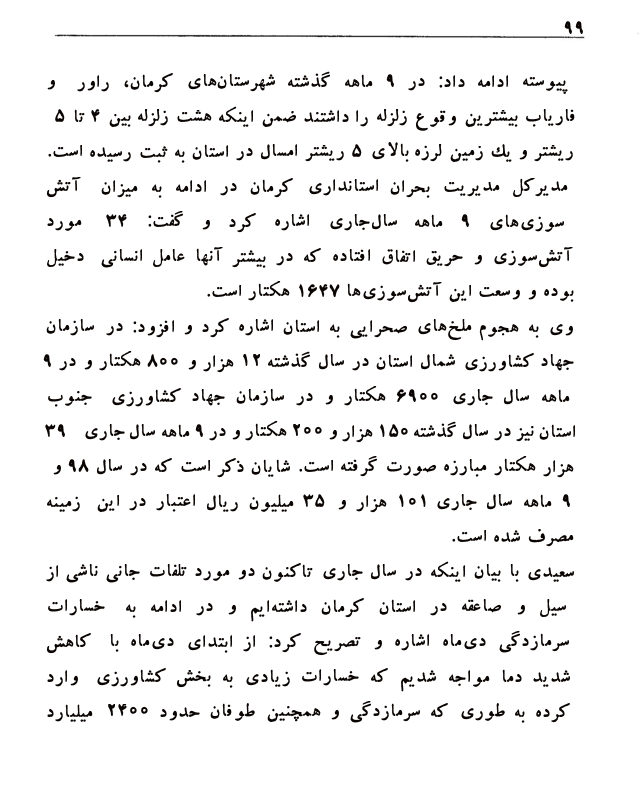 ۹۹
پیوسته ادامه داد: در ۹ ماهه گذشته شهرستان‌های کرمان، راور و
فاریاب بیشترین وقوع زلزله را داشتند ضمن اینکه هشت زلزله بین ۴ تا ۵
ریشتر و یك زمین لرزه بالای ۵ ریشتر امسال در استان به ثبت رسیده است.
مدیرکل مدیریت بحران استانداری کرمان در ادامه به میزان آتش
سوزی‌های ۹ ماهه سال‌جاری اشاره کرد و گفت: ۳۴ مورد
آتش‌سوزی و حریق اتفاق افتاده که در بیشتر آنها عامل انسانی دخیل
بوده و وسعت این آتش‌سوزی‌ها ۱۶۴۷ هکتار است.
وی به هجوم ملخ‌های صحرایی به استان اشاره کرد و افزود: در سازمان
جهاد کشاورزی شمال استان در سال گذشته ۱۲ هزار و ۸۰۰ هکتار و در ۹
ماهه سال جاری ۶۹۰۰ هکتار و در سازمان جهاد کشاورزی جنوب
استان نیز در سال گذشته ۱۵۰ هزار و ۲۰۰ هکتار و در ۹ ماهه سال جاری ۳۹
هزار هکتار مبارزه صورت گرفته است. شایان ذکر است که در سال ۹۸ و
۹ ماهه سال جاری ۱۰۱ هزار و ۳۵ میلیون ریال اعتبار در این زمینه
مصرف شده است.
سعیدی با بیان اینکه در سال جاری تاکنون دو مورد تلفات جانی ناشی از
سیل و صاعقه در استان کرمان داشته‌ایم و در ادامه به خسارات
سرمازدگی دی‌ماه اشاره و تصریح کرد: از ابتدای دی‌ماه با کاهش
شدید دما مواجه شدیم که خسارات زیادی به بخش کشاورزی وارد
کرده به طوری که سرمازدگی و همچنین طوفان حدود ۲۴۰۰ میلیارد